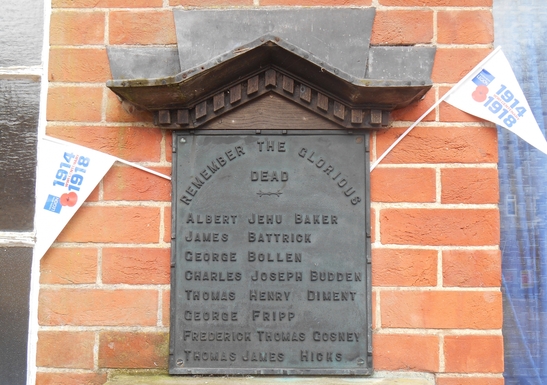 REMEMBER THE GLORIOUS
DEAD
ALBERT JEHU BAKER
JAMES BATTRICK
GEORGE BOLLEN
CHARLES JOSEPH BUDDEN
THOMAS HENRY DIMENT
GEORGE FRIPP
FREDERICK THOMAS GOSNEY
THOMAS JAMES HICKS
1914
1918
1914
1918